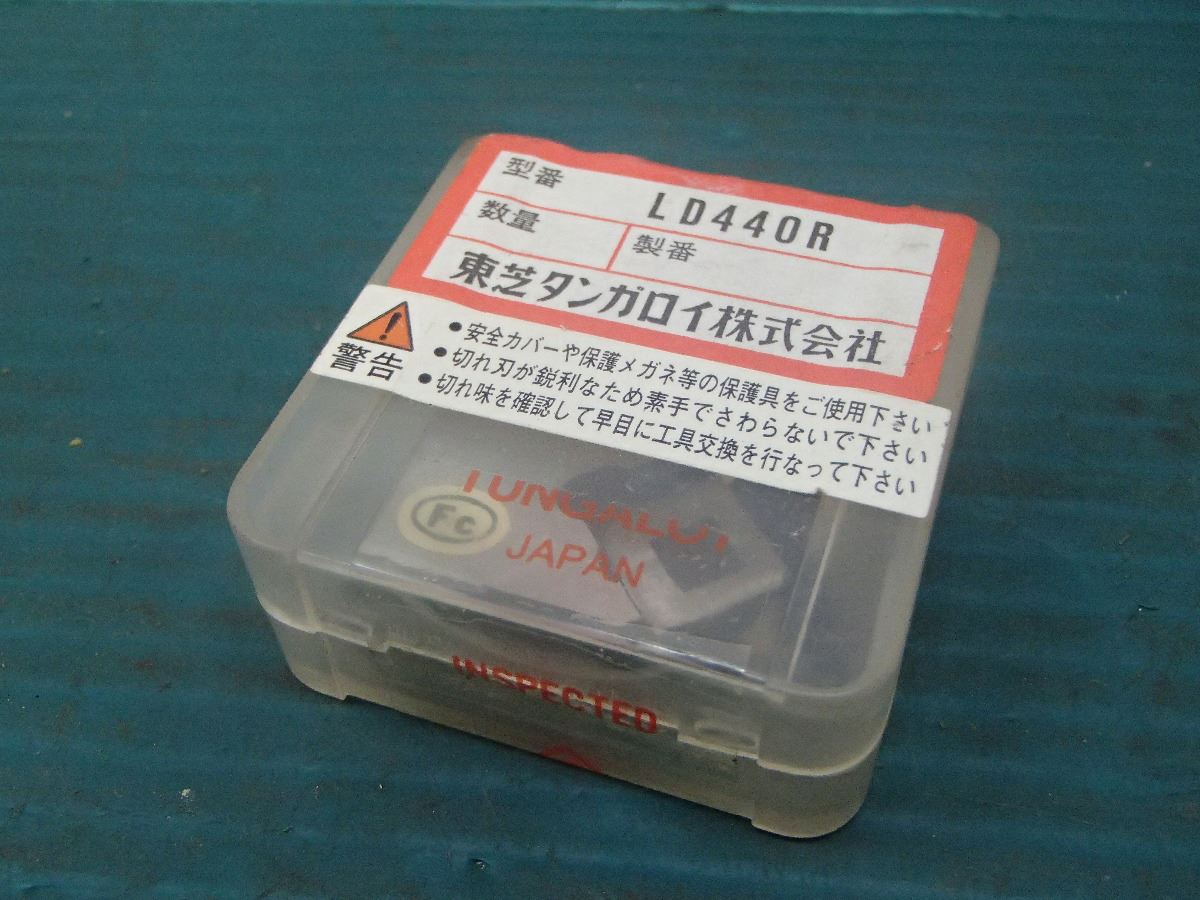 型番 LD440R
数量 製番
東芝タンガロイ株式会社
警告
•安全カバーや保護メガネ等の保護具をご使用下さい
•切れ刃が鋭利なため素手でさわらないで下さい
•切れ味を確認して早目に工具交換を行なって下さい
TUNGALOY
Fc
JAPAN
INSPECTED